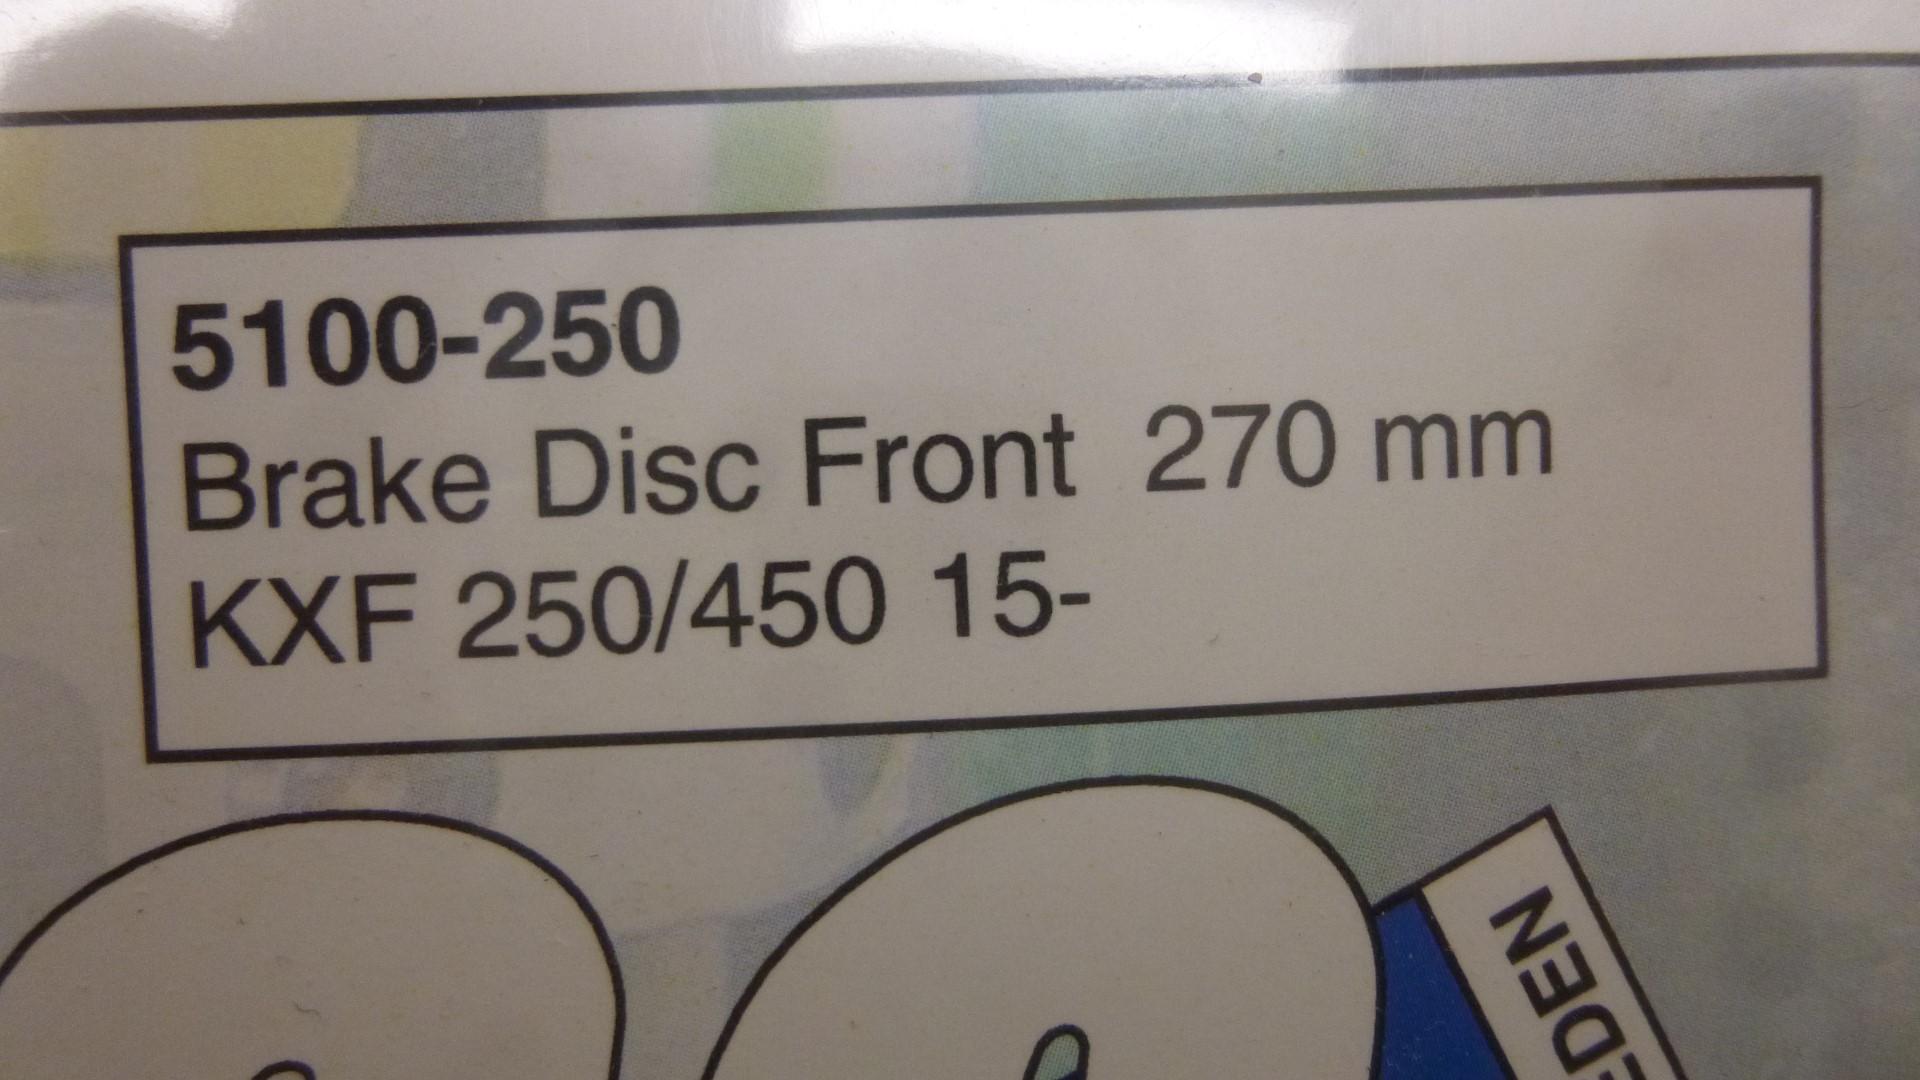 5100-250
Brake Disc Front 270 mm
KXF 250/450 15-